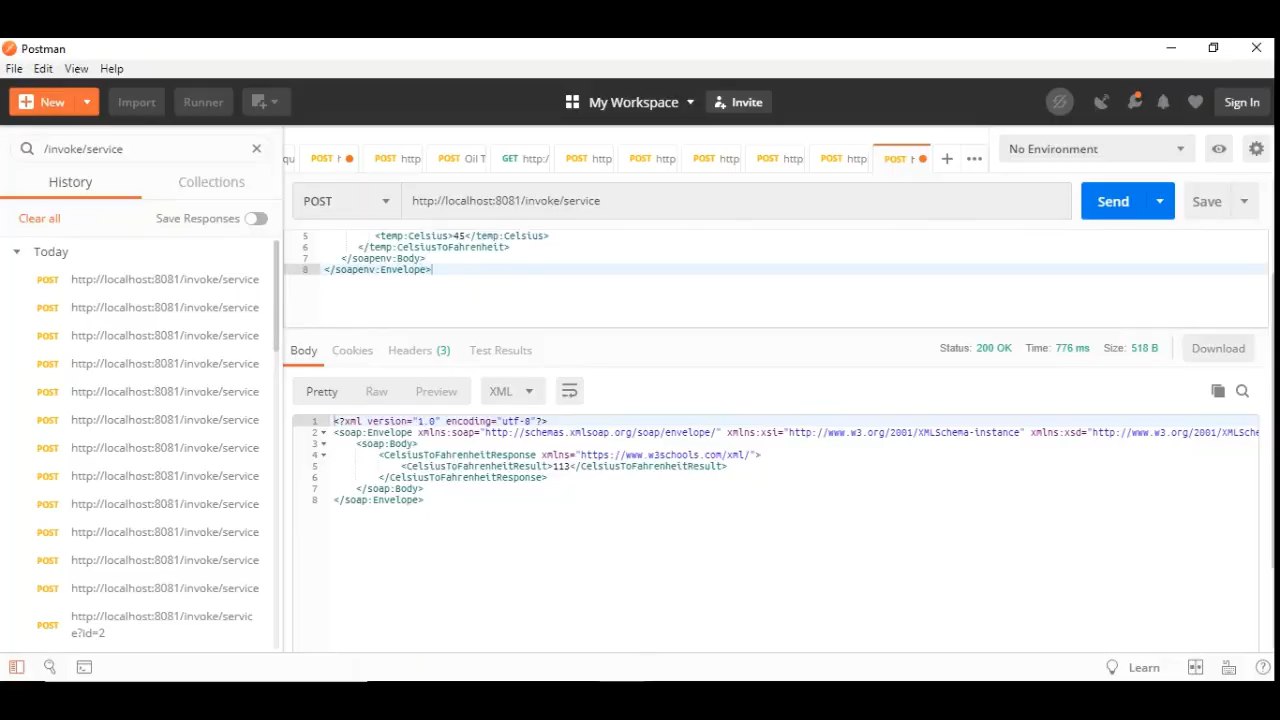 Postman
File Edit View Help
New Import Runner My Workspace Invite Sign In
/invoke/service
POST POST http POST Oil T GET http:/ POST http POST http POST http POST http POST http POST
No Environment
History Collections
POST http://localhost:8081/invoke/service Send Save
Clear all Save Responses
Today
POST http://localhost:8081/invoke/service
POST http://localhost:8081/invoke/service
POST http://localhost:8081/invoke/service
POST http://localhost:8081/invoke/service
POST http://localhost:8081/invoke/service
POST http://localhost:8081/invoke/service
POST http://localhost:8081/invoke/service
POST http://localhost:8081/invoke/service
POST http://localhost:8081/invoke/service
POST http://localhost:8081/invoke/service
POST http://localhost:8081/invoke/service
POST http://localhost:8081/invoke/service
POST http://localhost:8081/invoke/servic
e?id=2
5 <temp:Celsius>45</temp:Celsius>
6 </temp:CelsiusToFahrenheit>
7 </soapenv:Body>
8 </soapenv:Envelope>
Body Cookies Headers (3) Test Results Status: 200 OK Time: 776 ms Size: 518 B Download
Pretty Raw Preview XML
1 <?xml version="1.0" encoding="utf-8"?>
2 <soap:Envelope xmlns:soap="http://schemas.xmlsoap.org/soap/envelope/" xmlns:xsi="http://www.w3.org/2001/XMLSchema-instance" xmlns:xsd="http://www.w3.org/2001/XMLSche
3 <soap:Body>
4 <CelsiusToFahrenheitResponse xmlns="https://www.w3schools.com/xml/">
5 <CelsiusToFahrenheitResult>113</CelsiusToFahrenheitResult>
6 </CelsiusToFahrenheitResponse>
7 </soap:Body>
8 </soap:Envelope>
Learn